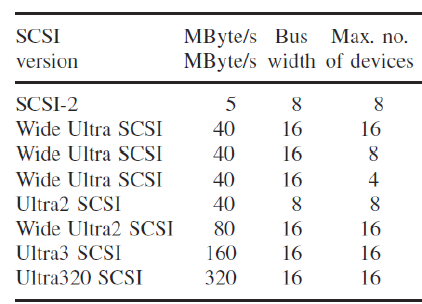 SCSI MByte/s Bus Max. no.
version MByte/s width of devices
SCSI-2 5 8 8
Wide Ultra SCSI 40 16 16
Wide Ultra SCSI 40 16 8
Wide Ultra SCSI 40 16 4
Ultra2 SCSI 40 8 8
Wide Ultra2 SCSI 80 16 16
Ultra3 SCSI 160 16 16
Ultra320 SCSI 320 16 16